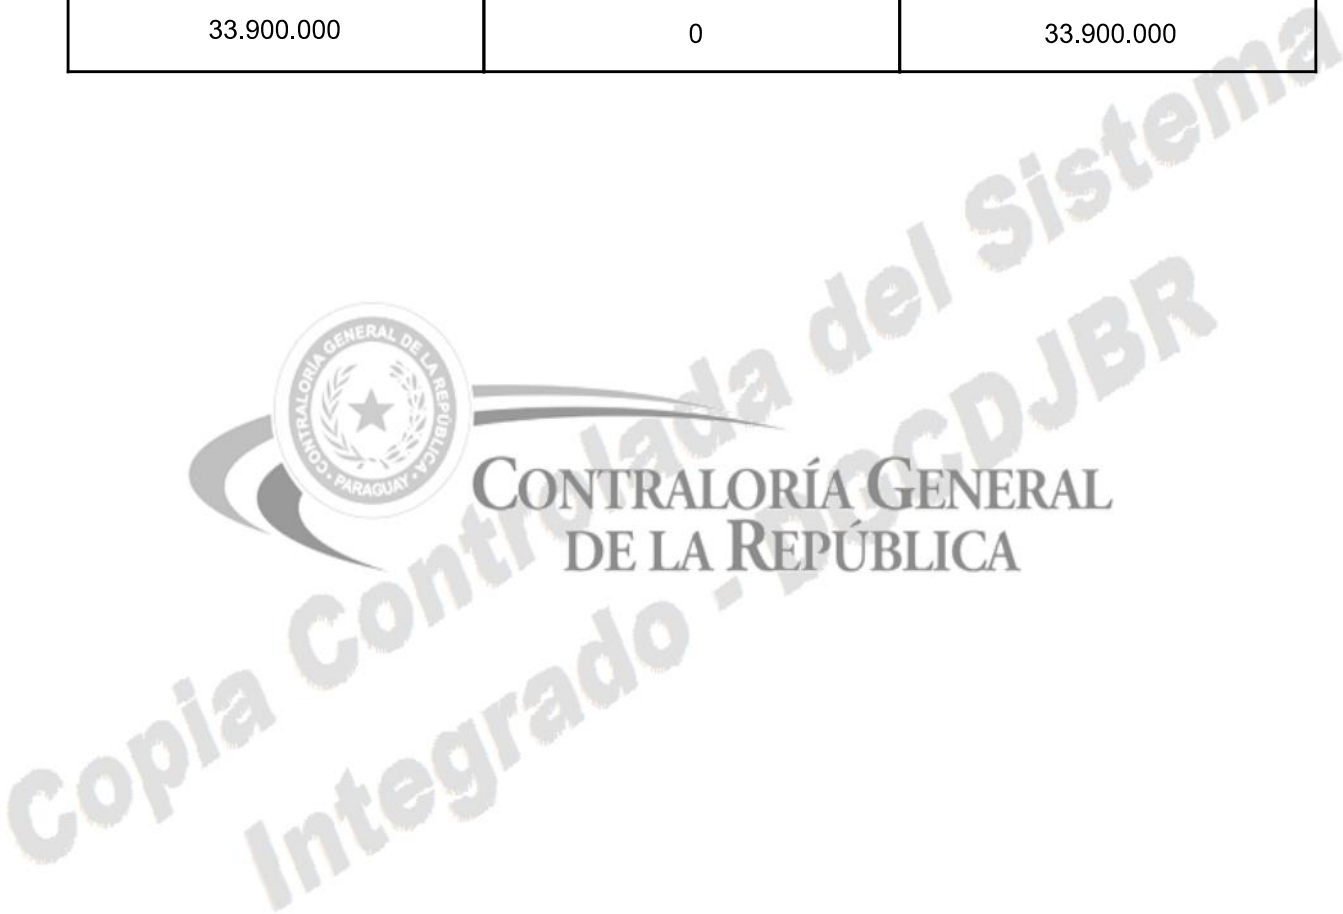 33.900.000 0 33.900.000
CONTRALORÍA GENERAL DE LA REPÚBLICA
PARAGUAY
CONTRALORÍA GENERAL
DE LA REPÚBLICA
Copia Controlada del Sistema
Integrado - DGCDJBR